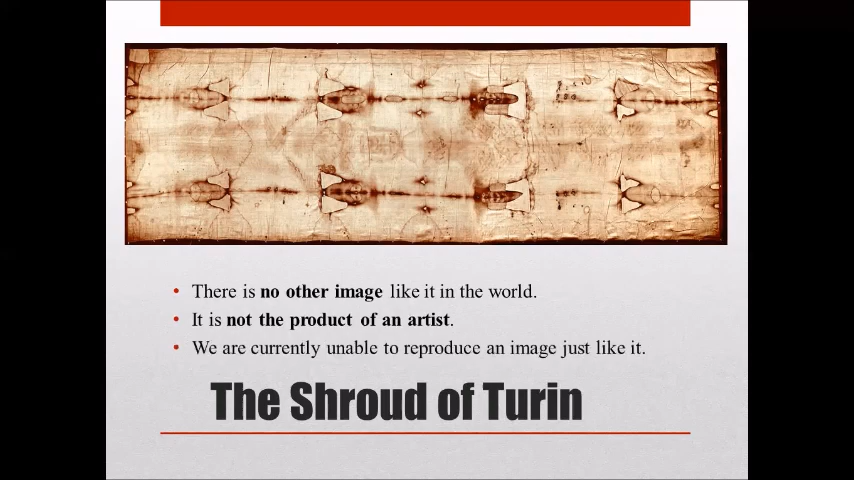 There is no other image like it in the world.
It is not the product of an artist.
We are currently unable to reproduce an image just like it.
The Shroud of Turin